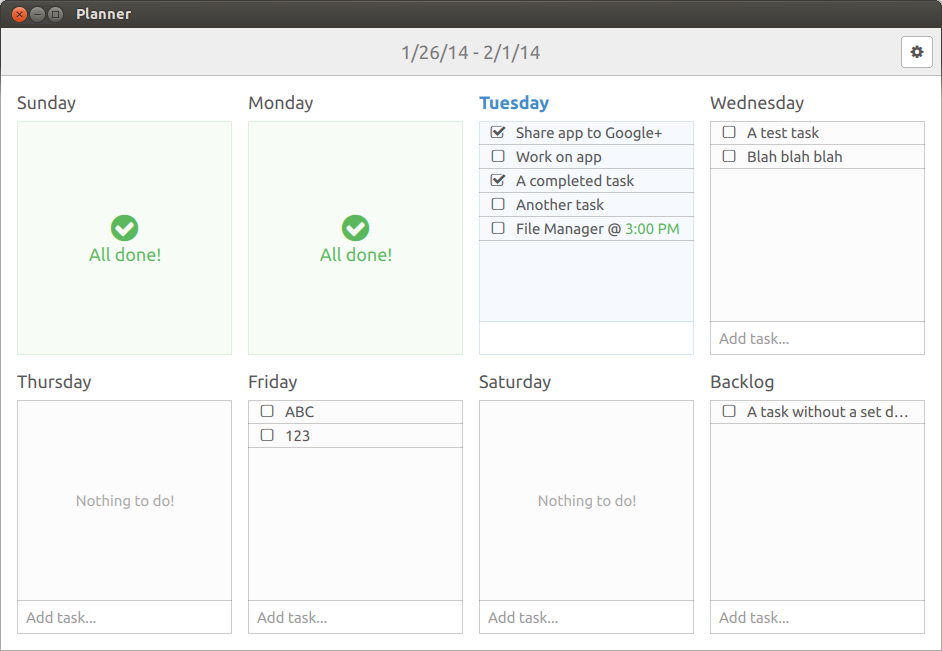 Planner
1/26/14 - 2/1/14
Sunday
All done!
Monday
All done!
Tuesday
Share app to Google+
Work on app
A completed task
Another task
File Manager @ 3:00 PM
Wednesday
A test task
Blah blah blah
Add task...
Thursday
Nothing to do!
Add task...
Friday
ABC
123
Add task...
Saturday
Nothing to do!
Add task...
Backlog
A task without a set d...
Add task...